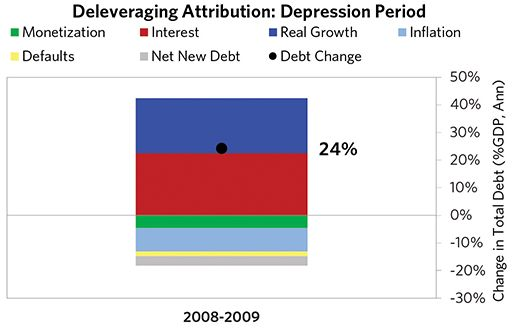 Deleveraging Attribution: Depression Period
Monetization Interest Real Growth Inflation
Defaults Net New Debt Debt Change
50%
40%
30%
24%
20%
10%
0%
-10%
-20%
-30%
Change in Total Debt (%GDP, Ann)
2008-2009